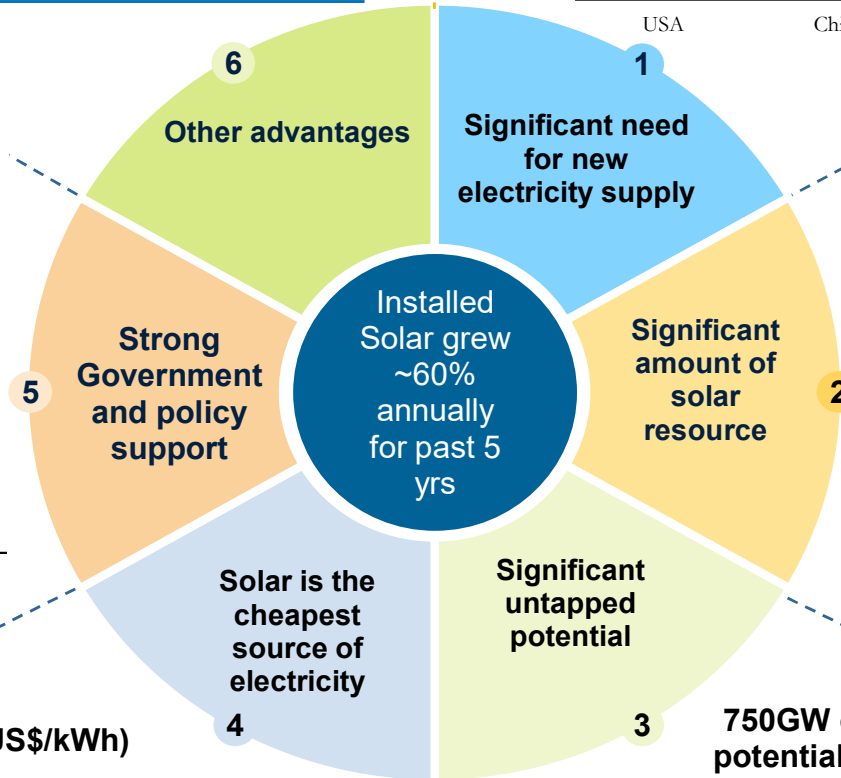 USA
6
1
Other advantages
Significant need
for new
electricity supply
Installed
Solar grew
~60%
annually
for past 5
yrs
Strong
Government
and policy
support
5
Significant
amount of
solar
resource
2
Solar is the
cheapest
source of
electricity
4
Significant
untapped
potential
3
US$/kWh)
750GW
potential